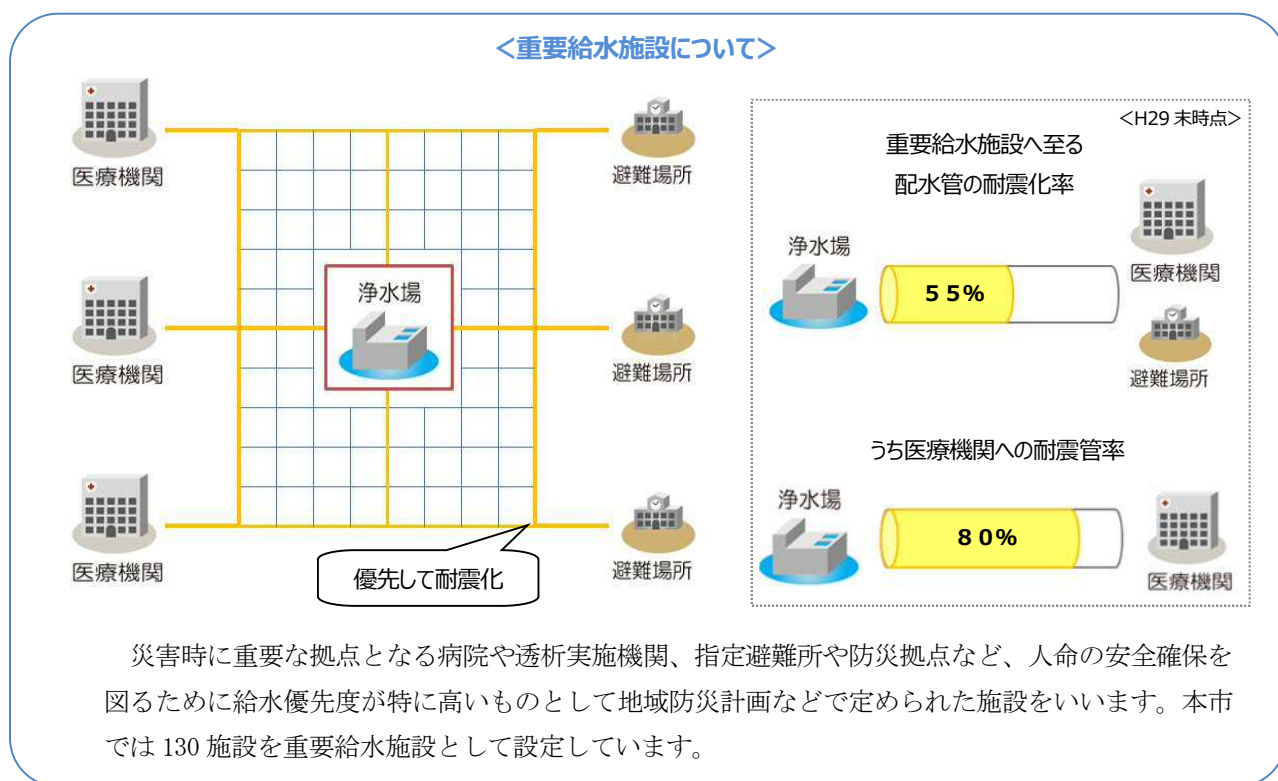 ＜重要給水施設について＞
医療機関
避難場所
医療機関
浄水場
避難場所
医療機関
避難場所
優先して耐震化
＜H29 末時点＞
重要給水施設へ至る
配水管の耐震化率
浄水場
５５%
医療機関
避難場所
うち医療機関への耐震管率
浄水場
８０%
医療機関
災害時に重要な拠点となる病院や透析実施機関、指定避難所や防災拠点など、人命の安全確保を
図るために給水優先度が特に高いものとして地域防災計画などで定められた施設をいいます。本市
では 130 施設を重要給水施設として設定しています。